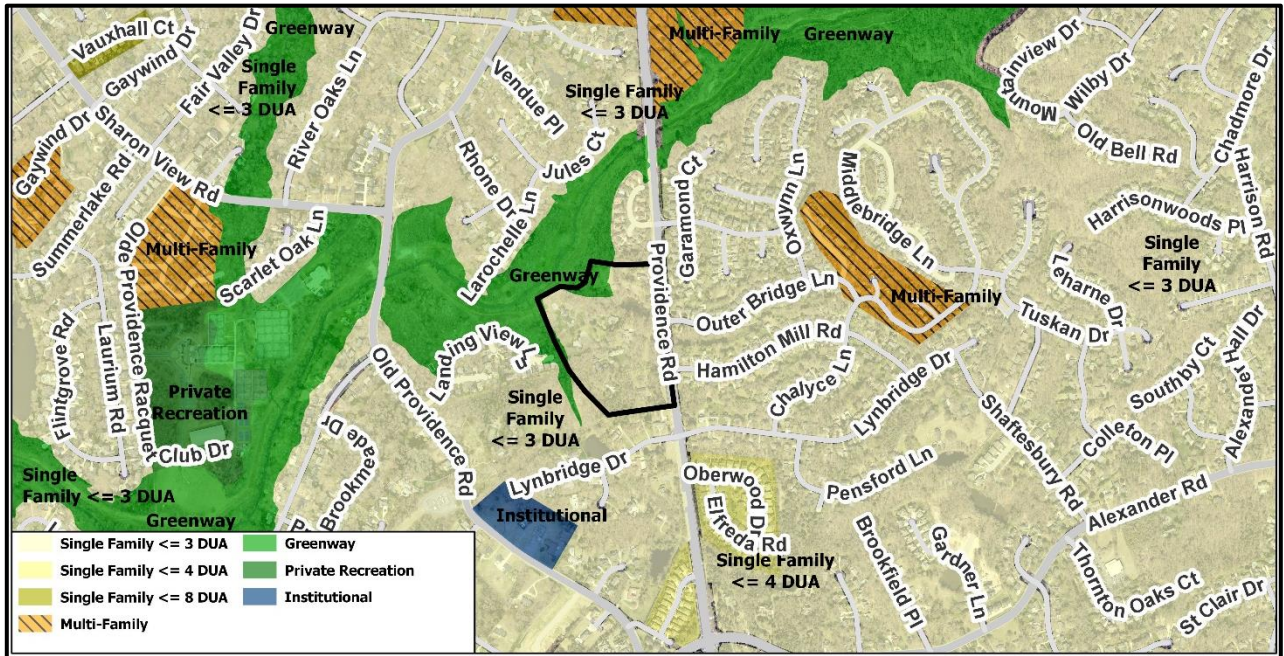 Vauxhall Ct
Gaywind Dr
Fair Valley Dr
Greenway
Single
Family
<= 3 DUA
River Oaks Ln
Vendue Pl
Single Family
<= 3 DUA
Multi-Family
Greenway
Mountainview Dr
Wilby Dr
Old Bell Rd
Chadmore Dr
Harrison Rd
Harrisonwoods Pl
Single
Family
<= 3 DUA
Gaywind Dr
Sharon View Rd
Summerlake Rd
Multi-Family
Scarlet Oak Ln
Rhone Dr
Jules Ct
Larochelle Ln
Greenway
Garamond Ct
Providence Rd
Oxwynn Ln
Middlebridge Ln
Outer Bridge Ln
Multi-Family
Hamilton Mill Rd
Chalyce Ln
Lynbridge Dr
Leharne Dr
Tuskan Dr
Southby Ct
Alexander Hall Dr
Colleton Pl
Shaftesbury Rd
Alexander Rd
Flintgrove Rd
Laurium Rd
Olde Providence Racquet
Club Dr
Private
Recreation
Old Providence Rd
Landing View L
Single
Family
<= 3 DUA
Brookmeade Dr
Lynbridge Dr
Institutional
Oberwood Dr
Elfreda Rd
Single Family
<= 4 DUA
Pensford Ln
Brookfield Pl
Gardner Ln
Thornton Oaks Ct
St Clair Dr
Single
Family <= 3 DUA
Greenway
Single Family <= 3 DUA
Single Family <= 4 DUA
Single Family <= 8 DUA
Multi-Family
Greenway
Private Recreation
Institutional